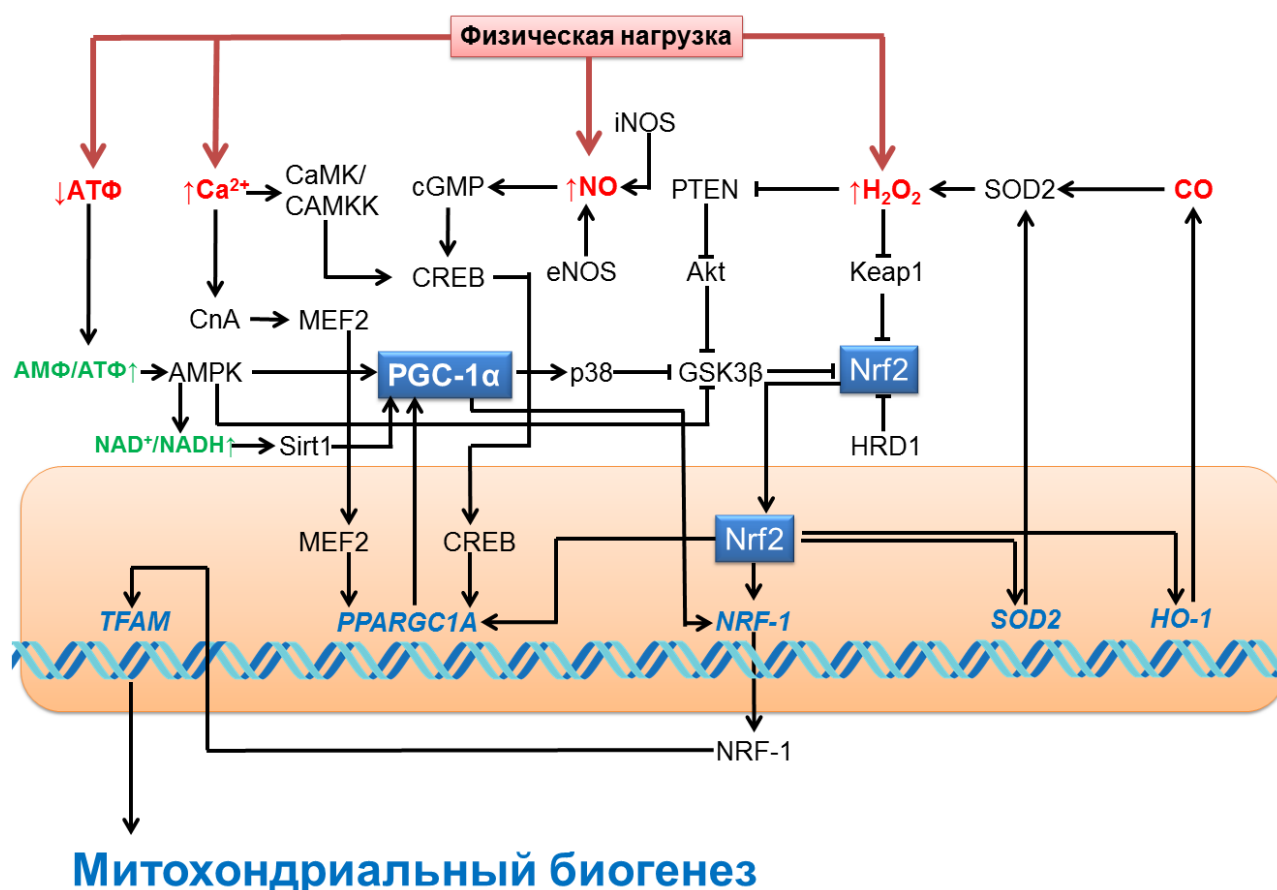 Физическая нагрузка
iNOS
↓АТФ
↑Ca²⁺
CaMK/
CAMKK
cGMP
↑NO
PTEN
↑H₂O₂
SOD2
CO
CREB
eNOS
Akt
Keap1
CnA
MEF2
АМФ/АТФ↑
AMPK
PGC-1α
p38
GSK3β
Nrf2
NAD⁺/NADH↑
Sirt1
HRD1
MEF2
CREB
Nrf2
TFAM
PPARGC1A
NRF-1
SOD2
HO-1
NRF-1
Митохондриальный биогенез